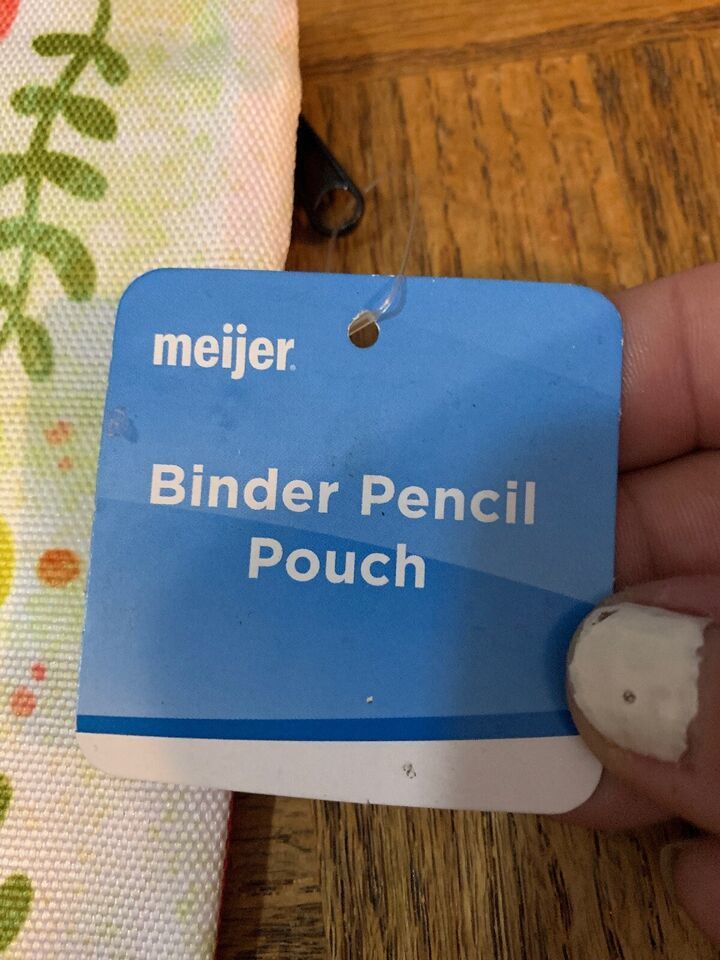 meijer
Binder Pencil
Pouch